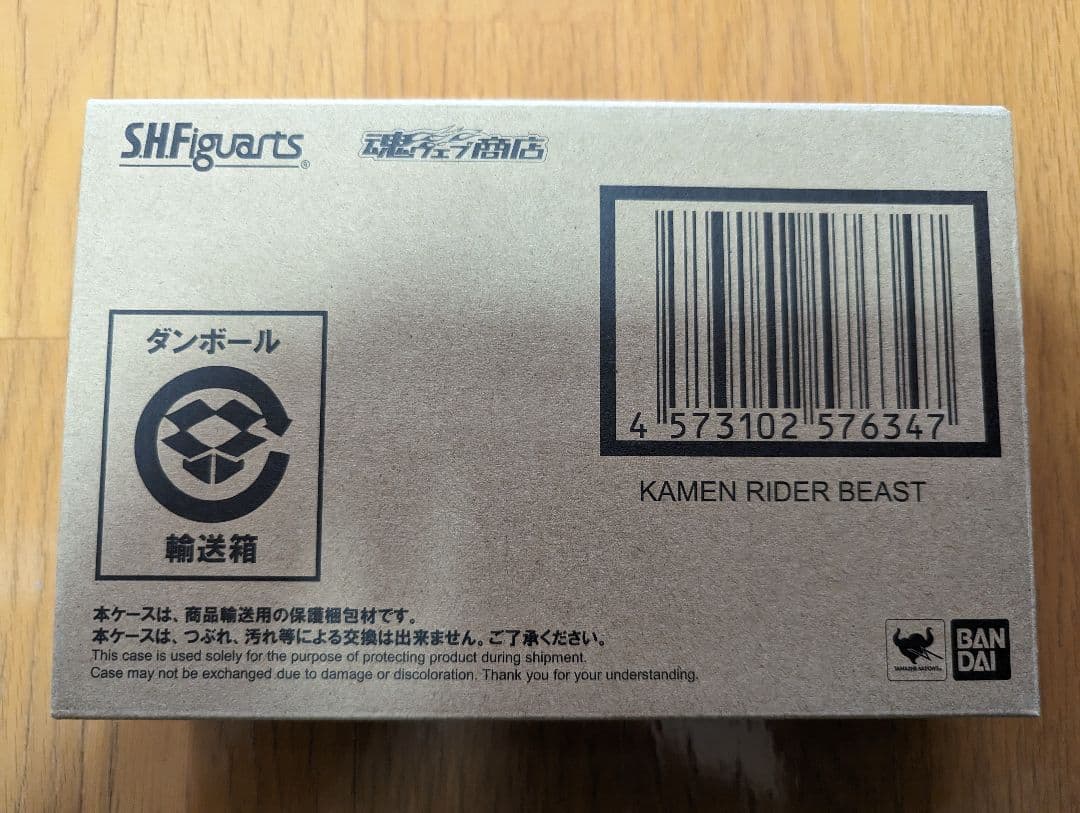 S.H.Figuarts®
魂ウェブ商店
4 573102 576347
KAMEN RIDER BEAST
ダンボール
輸送箱
本ケースは、商品輸送用の保護梱包材です。
本ケースは、つぶれ、汚れ等による交換は出来ません。ご了承ください。
This case is used solely for the purpose of protecting product during shipment.
Case may not be exchanged due to damage or discoloration. Thank you for your understanding.
TAMASHII NATIONS
BAN
DAI